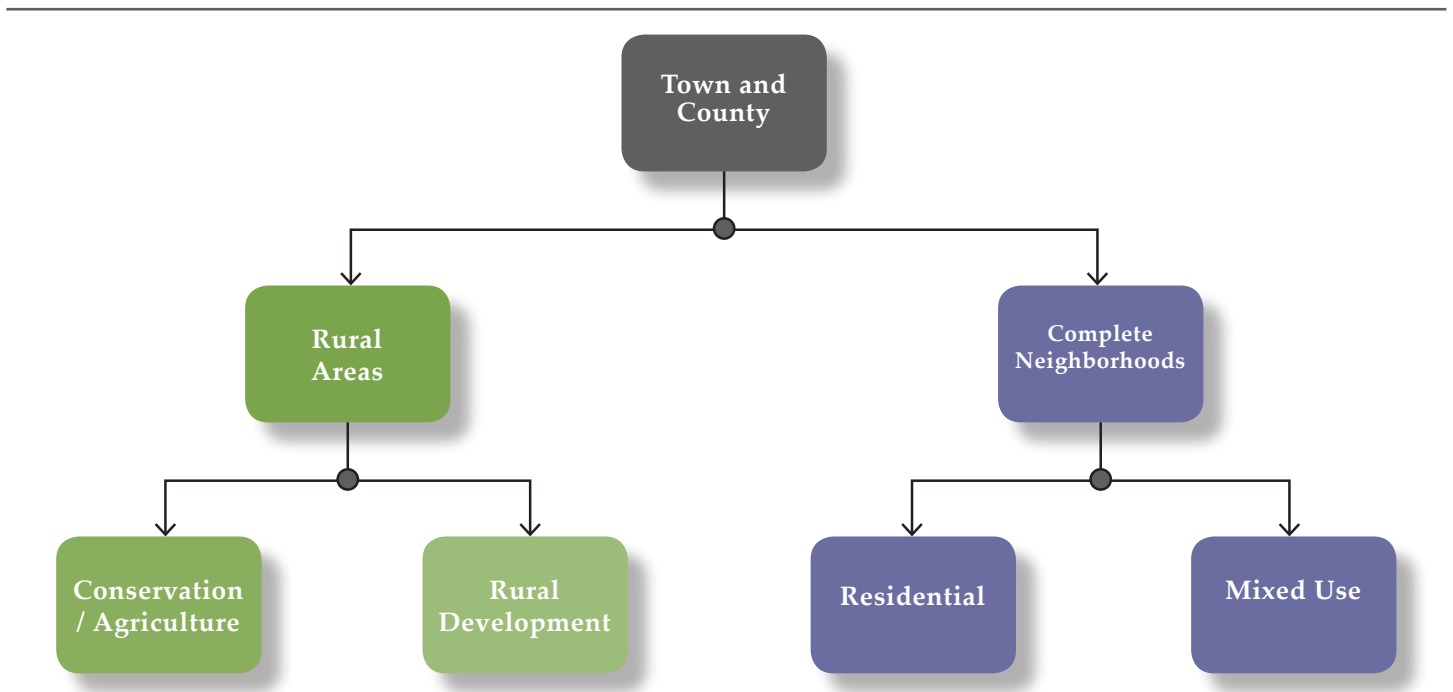 Town and
County
Rural
Areas
Complete
Neighborhoods
Conservation
/ Agriculture
Rural
Development
Residential
Mixed Use